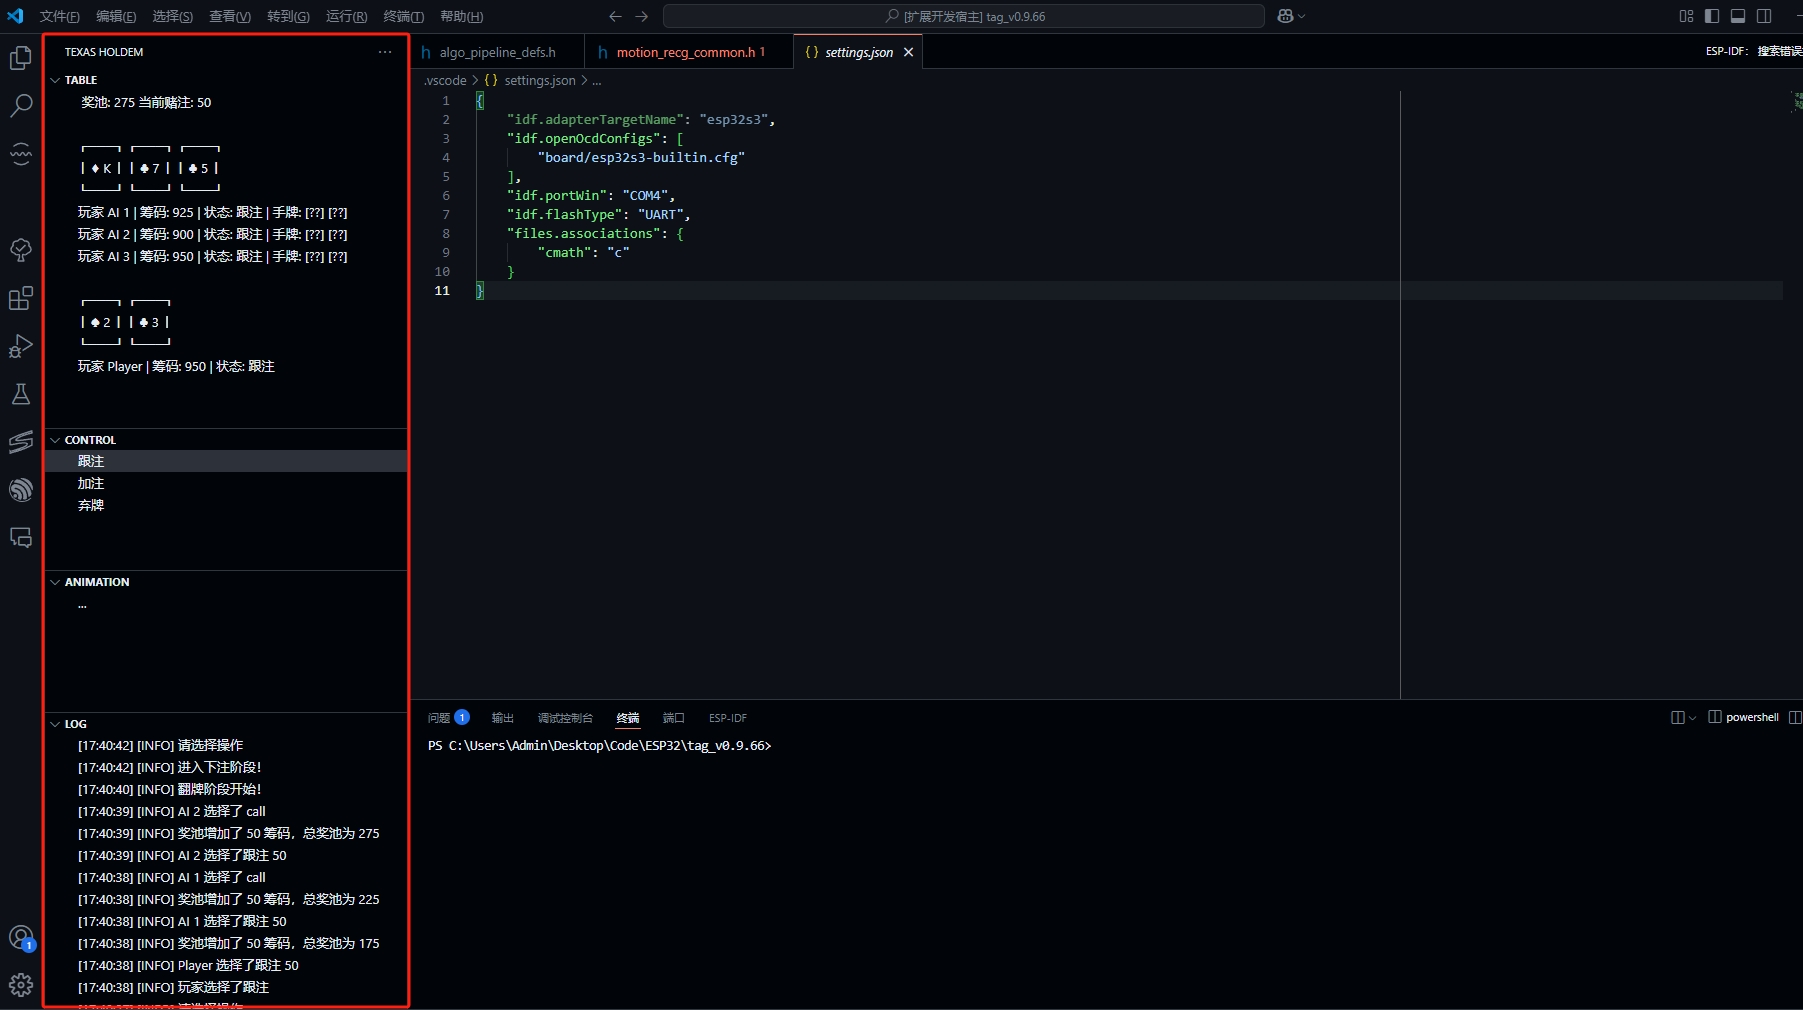 文件(F) 编辑(E) 选择(S) 查看(V) 转到(G) 运行(R) 终端(T) 帮助(H)
[扩展开发宿主] tag_v0.9.66
TEXAS HOLDEM
TABLE
奖池: 275 当前赌注: 50
| ♦ K | | ♣ 7 | | ♣ 5 |
玩家 AI 1 | 筹码: 925 | 状态: 跟注 | 手牌: [??] [??]
玩家 AI 2 | 筹码: 900 | 状态: 跟注 | 手牌: [??] [??]
玩家 AI 3 | 筹码: 950 | 状态: 跟注 | 手牌: [??] [??]
| ♠ 2 | | ♣ 3 |
玩家 Player | 筹码: 950 | 状态: 跟注
CONTROL
跟注
加注
弃牌
ANIMATION
...
LOG
[17:40:42] [INFO] 请选择操作
[17:40:42] [INFO] 进入下注阶段!
[17:40:40] [INFO] 翻牌阶段开始!
[17:40:39] [INFO] AI 2 选择了 call
[17:40:39] [INFO] 奖池增加了 50 筹码，总奖池为 275
[17:40:39] [INFO] AI 2 选择了跟注 50
[17:40:38] [INFO] AI 1 选择了 call
[17:40:38] [INFO] 奖池增加了 50 筹码，总奖池为 225
[17:40:38] [INFO] AI 1 选择了跟注 50
[17:40:38] [INFO] 奖池增加了 50 筹码，总奖池为 175
[17:40:38] [INFO] Player 选择了跟注 50
[17:40:38] [INFO] 玩家选择了跟注
algo_pipeline_defs.h
motion_recg_common.h 1
{} settings.json
ESP-IDF: 搜索错误
.vscode > {} settings.json > ...
1 {
2 "idf.adapterTargetName": "esp32s3",
3 "idf.openOcdConfigs": [
4 "board/esp32s3-builtin.cfg"
5 ],
6 "idf.portWin": "COM4",
7 "idf.flashType": "UART",
8 "files.associations": {
9 "cmath": "c"
10 }
11 }
问题 1 输出 调试控制台 终端 端口 ESP-IDF
powershell
PS C:\Users\Admin\Desktop\Code\ESP32\tag_v0.9.66>
1